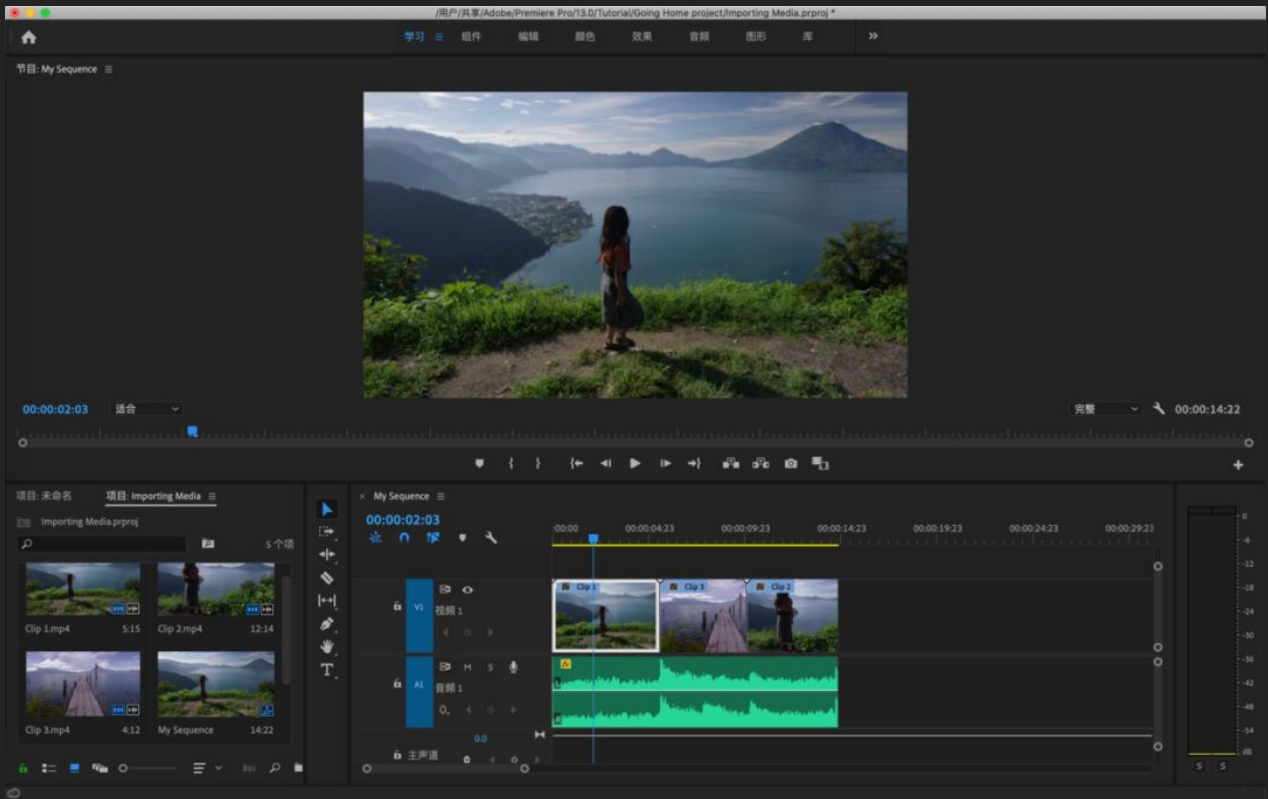 /用户/共享/Adobe/Premiere Pro/13.0/Tutorial/Going Home project/Importing Media.prproj *
学习 组件 编辑 颜色 效果 音频 图形 库
节目: My Sequence
00:00:02:03 适合 完整 00:00:14:22
项目: 未命名 项目: Importing Media
Importing Media.prproj
5个项
Clip 1.mp4 5:15 Clip 2.mp4 12:14
Clip 3.mp4 4:12 My Sequence 14:22
× My Sequence
00:00:02:03
:00:00 00:00:04:23 00:00:09:23 00:00:14:23 00:00:19:23 00:00:24:23 00:00:29:23
fx Clip 1 fx Clip 3 fx Clip 2
V1 视频 1
fx
M S
A1 音频 1
0.0
主声道
0
-6
-12
-18
-24
-30
-36
-42
-48
-54
dB
S S